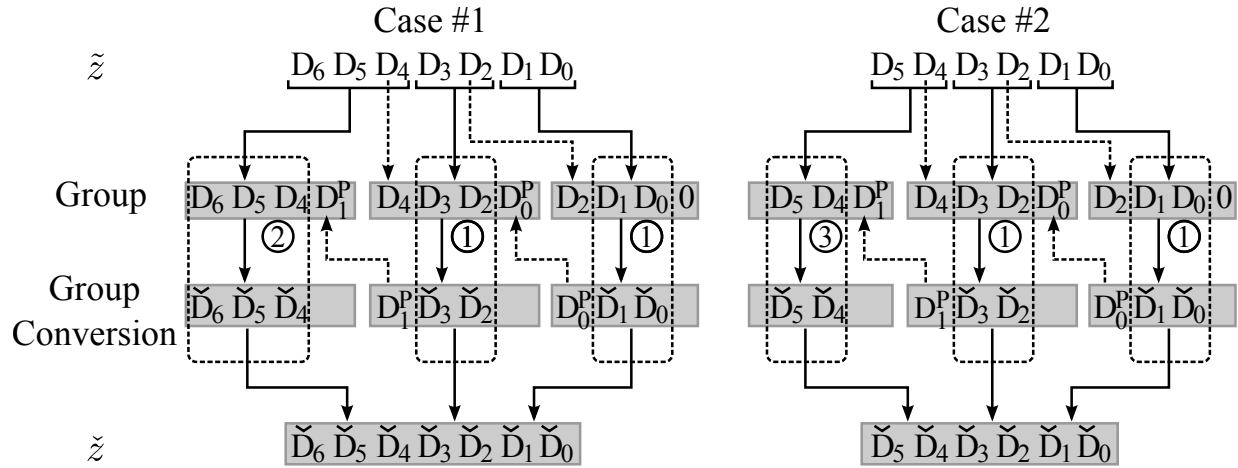 Case #1 Case #2
z̃ D₆ D₅ D₄ D₃ D₂ D₁ D₀ D₅ D₄ D₃ D₂ D₁ D₀
Group D₆ D₅ D₄ D₁ᴾ D₄ D₃ D₂ D₀ᴾ D₂ D₁ D₀ 0 D₅ D₄ D₁ᴾ D₄ D₃ D₂ D₀ᴾ D₂ D₁ D₀ 0
② ① ① ③ ① ①
Group
Conversion
Ď₆ Ď₅ Ď₄ D₁ᴾ Ď₃ Ď₂ D₀ᴾ Ď₁ Ď₀ Ď₅ Ď₄ D₁ᴾ Ď₃ Ď₂ D₀ᴾ Ď₁ Ď₀
ž Ď₆ Ď₅ Ď₄ Ď₃ Ď₂ Ď₁ Ď₀ Ď₅ Ď₄ Ď₃ Ď₂ Ď₁ Ď₀